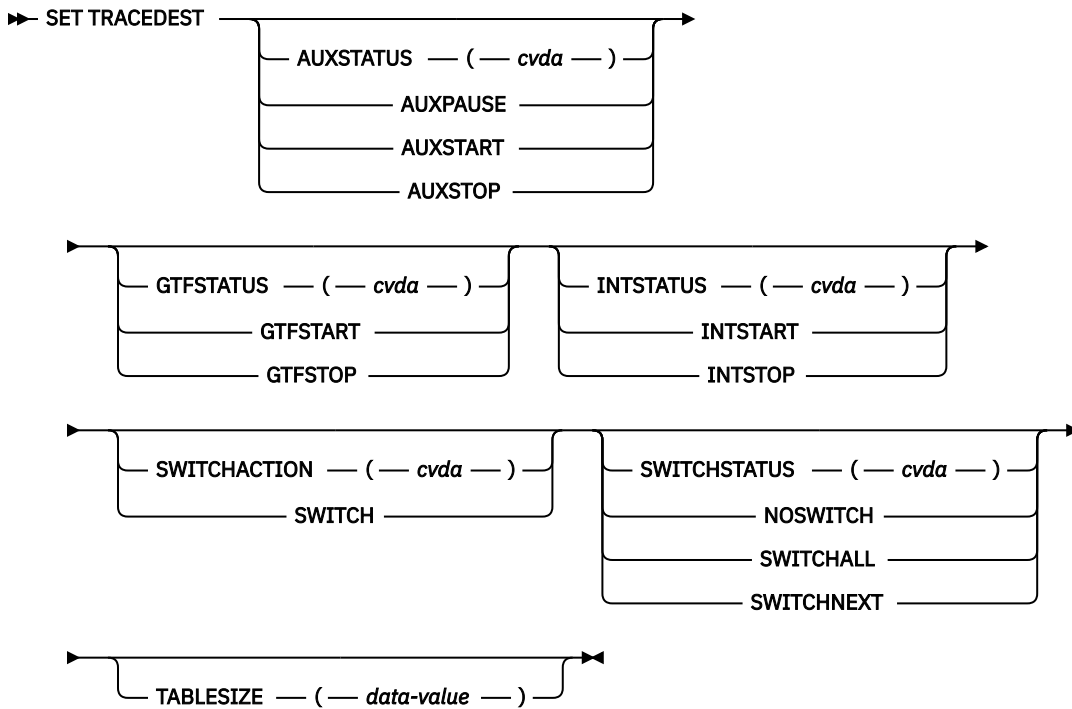 SET TRACEDEST
AUXSTATUS ( cvda )
AUXPAUSE
AUXSTART
AUXSTOP
GTFSTATUS ( cvda )
GTFSTART
GTFSTOP
INTSTATUS ( cvda )
INTSTART
INTSTOP
SWITCHACTION ( cvda )
SWITCH
SWITCHSTATUS ( cvda )
NOSWITCH
SWITCHALL
SWITCHNEXT
TABLESIZE ( data-value )